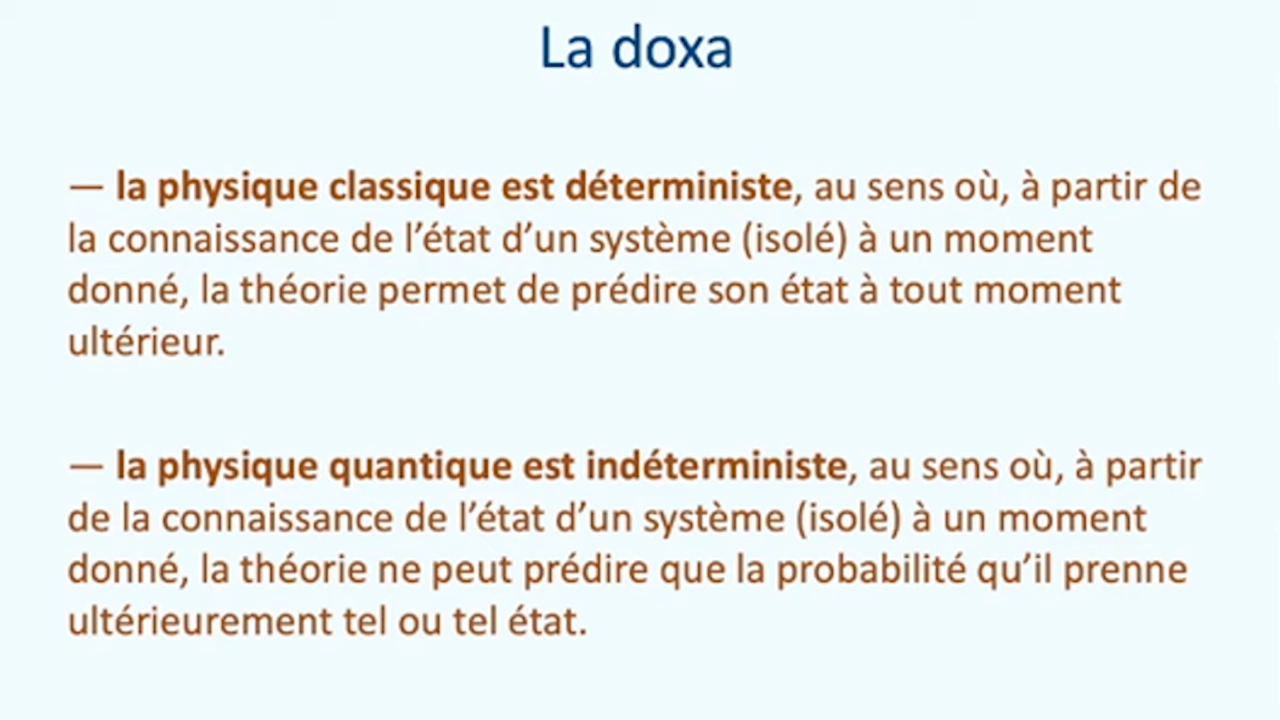 La doxa
— la physique classique est déterministe, au sens où, à partir de
la connaissance de l’état d’un système (isolé) à un moment
donné, la théorie permet de prédire son état à tout moment
ultérieur.
— la physique quantique est indéterministe, au sens où, à partir
de la connaissance de l’état d’un système (isolé) à un moment
donné, la théorie ne peut prédire que la probabilité qu’il prenne
ultérieurement tel ou tel état.